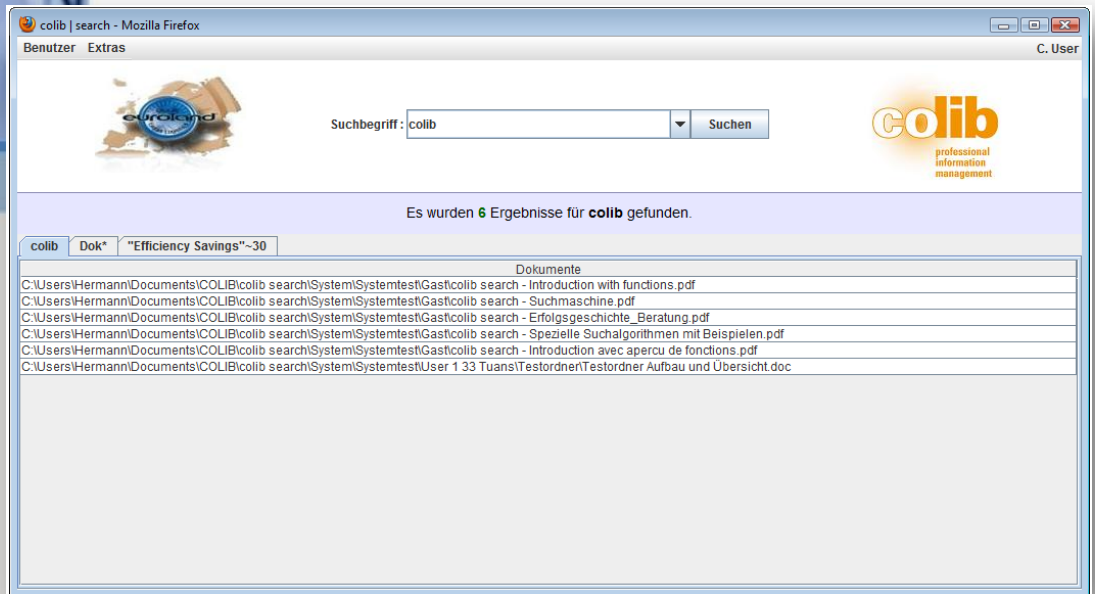 colib | search - Mozilla Firefox
Benutzer Extras C. User
euroland
Suchbegriff : colib Suchen
colib
professional
information
management
Es wurden 6 Ergebnisse für colib gefunden.
colib Dok* "Efficiency Savings"~30
Dokumente
C:\Users\Hermann\Documents\COLIB\colib search\System\Systemtest\Gast\colib search - Introduction with functions.pdf
C:\Users\Hermann\Documents\COLIB\colib search\System\Systemtest\Gast\colib search - Suchmaschine.pdf
C:\Users\Hermann\Documents\COLIB\colib search\System\Systemtest\Gast\colib search - Erfolgsgeschichte_Beratung.pdf
C:\Users\Hermann\Documents\COLIB\colib search\System\Systemtest\Gast\colib search - Spezielle Suchalgorithmen mit Beispielen.pdf
C:\Users\Hermann\Documents\COLIB\colib search\System\Systemtest\Gast\colib search - Introduction avec apercu de fonctions.pdf
C:\Users\Hermann\Documents\COLIB\colib search\System\Systemtest\User 1 33 Tuans\Testordner\Testordner Aufbau und Übersicht.doc